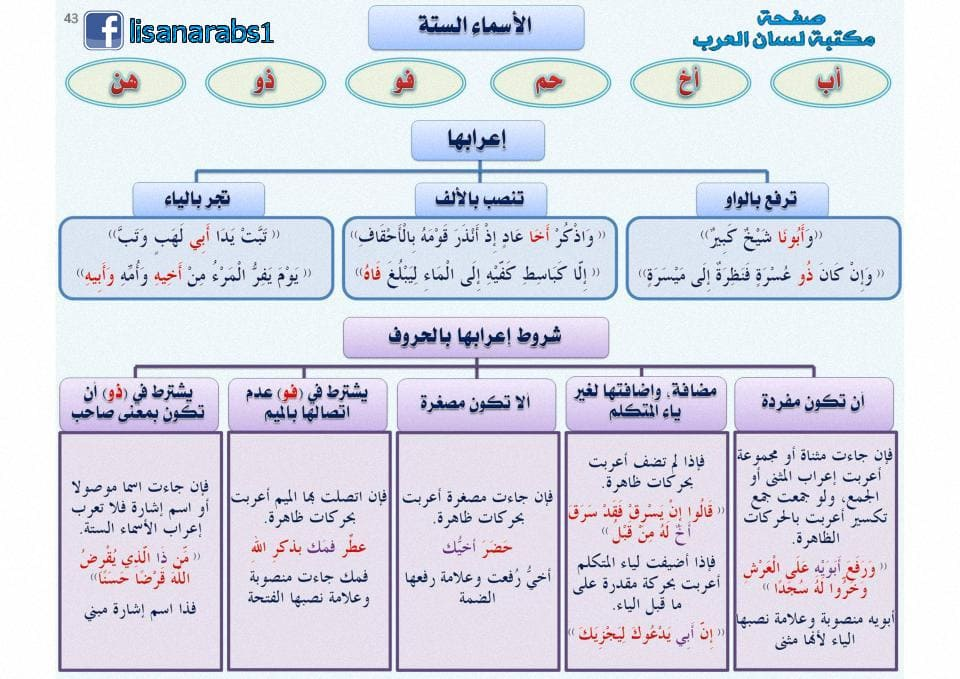 43
lisanarabs1
الأسماء الستة
صفحة
مكتبة لسان العرب
أب
أخ
حم
فو
ذو
هن
إعرابها
ترفع بالواو
تنصب بالألف
تجر بالياء
((وَأَبُونَا شَيْخٌ كَبِيرٌ))
(( وَإِنْ كَانَ ذُو عُسْرَةٍ فَنَظِرَةٌ إِلَى مَيْسَرَةٍ))
(( وَاذْكُرْ أَخَا عَادٍ إِذْ أَنْذَرَ قَوْمَهُ بِالْأَحْقَافِ))
(( إِلَّا كَبَاسِطِ كَفَّيْهِ إِلَى الْمَاءِ لِيَبْلُغَ فَاهُ))
(( تَبَّتْ يَدَا أَبِي لَهَبٍ وَتَبَّ))
(( يَوْمَ يَفِرُّ الْمَرْءُ مِنْ أَخِيهِ وَأُمِّهِ وَأَبِيهِ))
شروط إعرابها بالحروف
أن تكون مفردة
فإن جاءت مثناة أو مجموعة
أعربت إعراب المثنى أو
الجمع، ولو جمعت جمع
تكسير أعربت بالحركات
الظاهرة.
(( وَرَفَعَ أَبَوَيْهِ عَلَى الْعَرْشِ
وَخَرُّوا لَهُ سُجَّدًا ))
أبويه منصوبة وعلامة نصبها
الياء لأنها مثنى
مضافة، واضافتها لغير
ياء المتكلم
فإذا لم تضف أعربت
بحركات ظاهرة.
(( قَالُوا إِنْ يَسْرِقْ فَقَدْ سَرَقَ
أَخٌ لَهُ مِنْ قَبْلُ ))
فإذا أضيفت لياء المتكلم
أعربت بحركة مقدرة على
ما قبل الياء.
(( إِنَّ أَبِي يَدْعُوكَ لِيَجْزِيَكَ ))
ألا تكون مصغرة
فإن جاءت مصغرة أعربت
بحركات ظاهرة.
حَضَرَ أخيُّك
أخيُّ رُفعت وعلامة رفعها
الضمة
يشترط في (فو) عدم
اتصالها بالميم
فإن اتصلت بها الميم أعربت
بحركات ظاهرة.
عطِّر فمَك بذكرِ اللهِ
فمك جاءت منصوبة
وعلامة نصبها الفتحة
يشترط في (ذو) أن
تكون بمعنى صاحب
فإن جاءت اسما موصولا
أو اسم إشارة فلا تعرب
إعراب الأسماء الستة.
(( مَّن ذَا الَّذِي يُقْرِضُ
اللَّهَ قَرْضًا حَسَنًا))
فذا اسم إشارة مبني